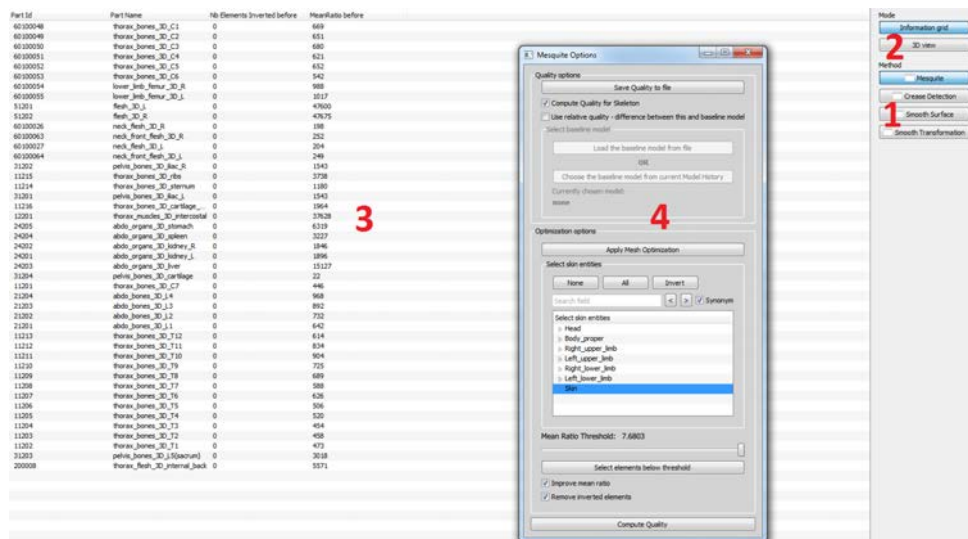 Part Id Part Name Nb Elements Inverted before MeanRatio before
60100048 thorax_bones_3D_C1 0 669
60100049 thorax_bones_3D_C2 0 651
60100050 thorax_bones_3D_C3 0 680
60100051 thorax_bones_3D_C4 0 621
60100052 thorax_bones_3D_C5 0 652
60100053 thorax_bones_3D_C6 0 542
60100054 lower_limb_femur_3D_R 0 988
60100055 lower_limb_femur_3D_L 0 1017
51201 flesh_3D_L 0 47600
51202 flesh_3D_R 0 47675
60100026 neck_flesh_3D_R 0 198
60100063 neck_front_flesh_3D_R 0 252
60100027 neck_flesh_3D_L 0 204
60100064 neck_front_flesh_3D_L 0 249
31202 pelvis_bones_3D_iliac_R 0 1543
11215 thorax_bones_3D_ribs 0 3738
11214 thorax_bones_3D_sternum 0 1180
31201 pelvis_bones_3D_iliac_L 0 1543
11216 thorax_bones_3D_cartilage_... 0 1964
12201 thorax_muscles_3D_intercostal 0 37628
24205 abdo_organs_3D_stomach 0 6319
24204 abdo_organs_3D_spleen 0 3227
24202 abdo_organs_3D_kidney_R 0 1846
24201 abdo_organs_3D_kidney_L 0 1896
24203 abdo_organs_3D_liver 0 15127
31204 pelvis_bones_3D_cartilage 0 22
11201 thorax_bones_3D_C7 0 446
21204 abdo_bones_3D_L4 0 968
21203 abdo_bones_3D_L3 0 892
21202 abdo_bones_3D_L2 0 732
21201 abdo_bones_3D_L1 0 642
11213 thorax_bones_3D_T12 0 614
11212 thorax_bones_3D_T11 0 834
11211 thorax_bones_3D_T10 0 904
11210 thorax_bones_3D_T9 0 725
11209 thorax_bones_3D_T8 0 689
11208 thorax_bones_3D_T7 0 588
11207 thorax_bones_3D_T6 0 626
11206 thorax_bones_3D_T5 0 506
11205 thorax_bones_3D_T4 0 520
11204 thorax_bones_3D_T3 0 454
11203 thorax_bones_3D_T2 0 458
11202 thorax_bones_3D_T1 0 473
31203 pelvis_bones_3D_L5(sacrum) 0 3018
200008 thorax_flesh_3D_internal_back 0 5571
3
Mesquite Options
Quality options
Save Quality to file
Compute Quality for Skeleton
Use relative quality - difference between this and baseline model
Select baseline model
Load the baseline model from file
OR
Choose the baseline model from current Model History
Currently chosen model:
none
4
Optimization options
Apply Mesh Optimization
Select skin entities
None All Invert
Search field < > Synonym
Select skin entities
Head
Body_proper
Right_upper_limb
Left_upper_limb
Right_lower_limb
Left_lower_limb
Skin
Mean Ratio Threshold: 7.6803
Select elements below threshold
Improve mean ratio
Remove inverted elements
Compute Quality
Mode
Information grid
2
3D view
Method
Mesquite
Crease Detection
1
Smooth Surface
Smooth Transformation